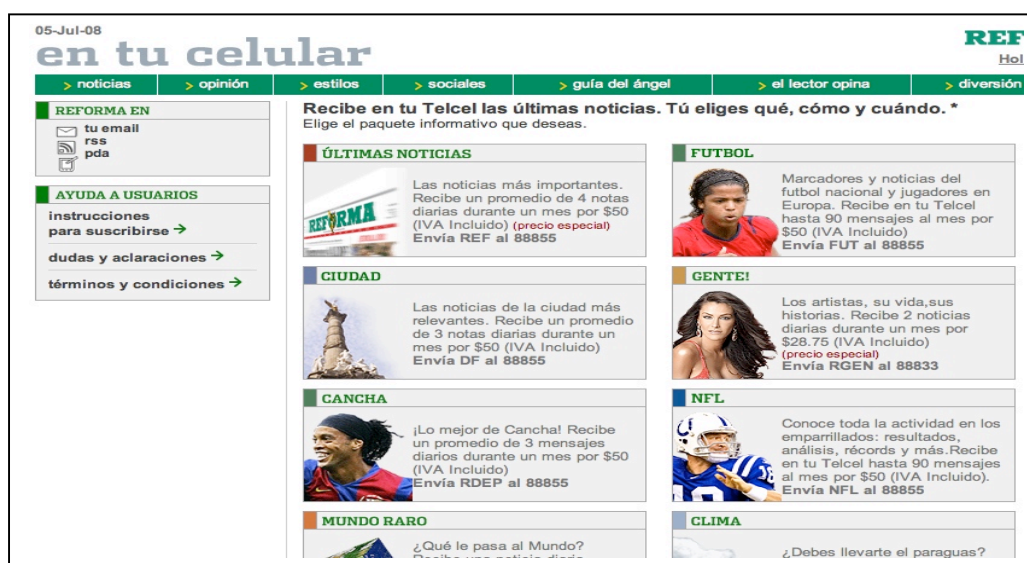 05-Jul-08
en tu celular
REF
Hol
> noticias > opinión > estilos > sociales > guía del ángel > el lector opina > diversión
REFORMA EN
tu email
rss
pda
AYUDA A USUARIOS
instrucciones
para suscribirse →
dudas y aclaraciones →
términos y condiciones →
Recibe en tu Telcel las últimas noticias. Tú eliges qué, cómo y cuándo. *
Elige el paquete informativo que deseas.
ÚLTIMAS NOTICIAS
REFORMA
Las noticias más importantes.
Recibe un promedio de 4 notas
diarias durante un mes por $50
(IVA Incluido) (precio especial)
Envía REF al 88855
FUTBOL
Marcadores y noticias del
futbol nacional y jugadores en
Europa. Recibe en tu Telcel
hasta 90 mensajes al mes por
$50 (IVA Incluido)
Envía FUT al 88855
CIUDAD
Las noticias de la ciudad más
relevantes. Recibe un promedio
de 3 notas diarias durante un
mes por $50 (IVA Incluido)
Envía DF al 88855
GENTE!
Los artistas, su vida,sus
historias. Recibe 2 noticias
diarias durante un mes por
$28.75 (IVA Incluido)
(precio especial)
Envía RGEN al 88833
CANCHA
¡Lo mejor de Cancha! Recibe
un promedio de 3 mensajes
diarios durante un mes por $50
(IVA Incluido)
Envía RDEP al 88855
NFL
Conoce toda la actividad en los
emparrillados: resultados,
análisis, récords y más.Recibe
en tu Telcel hasta 90 mensajes
al mes por $50 (IVA Incluido).
Envía NFL al 88855
18
MUNDO RARO
¿Qué le pasa al Mundo?
Recibe una noticia diaria
CLIMA
¿Debes llevarte el paraguas?